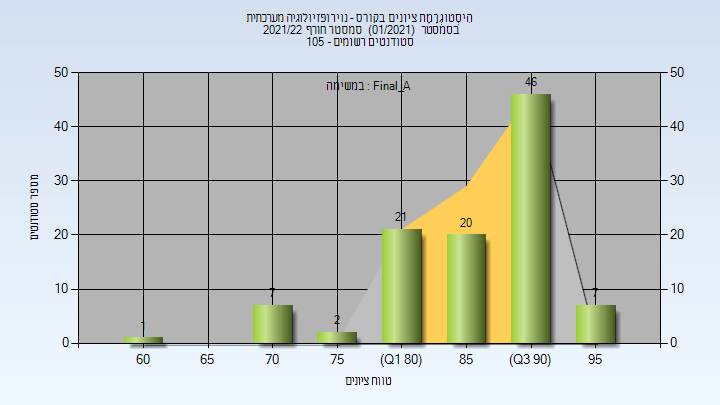 היסטוגרמת ציונים בקורס - נוירופזיולוגיה מערכתית
בסמסטר (01/2021) סמסטר חורף 2021/22
סטודנטים רשומים - 105
במשימה : Final_A
50 50
40 40
30 30
20 20
10 10
0 0
1 7 2 21 20 46 7
מספר סטודנטים
60 65 70 75 (Q1 80) 85 (Q3 90) 95
טווח ציונים